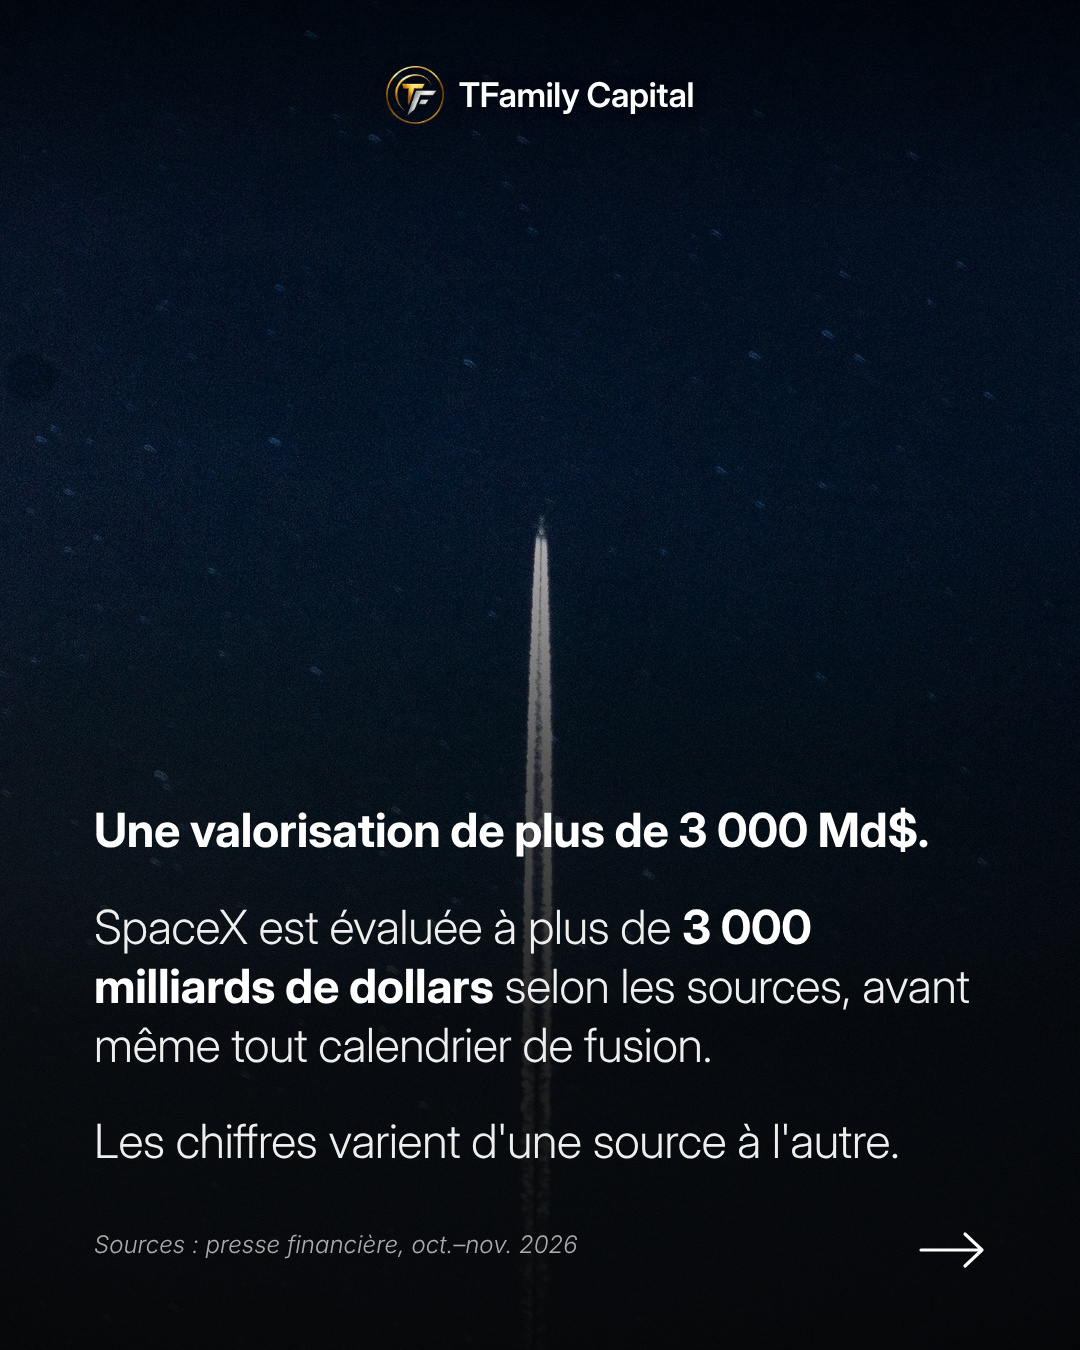 TF TFamily Capital
Une valorisation de plus de 3 000 Md$.
SpaceX est évaluée à plus de 3 000
milliards de dollars selon les sources, avant
même tout calendrier de fusion.
Les chiffres varient d'une source à l'autre.
Sources : presse financière, oct.–nov. 2026